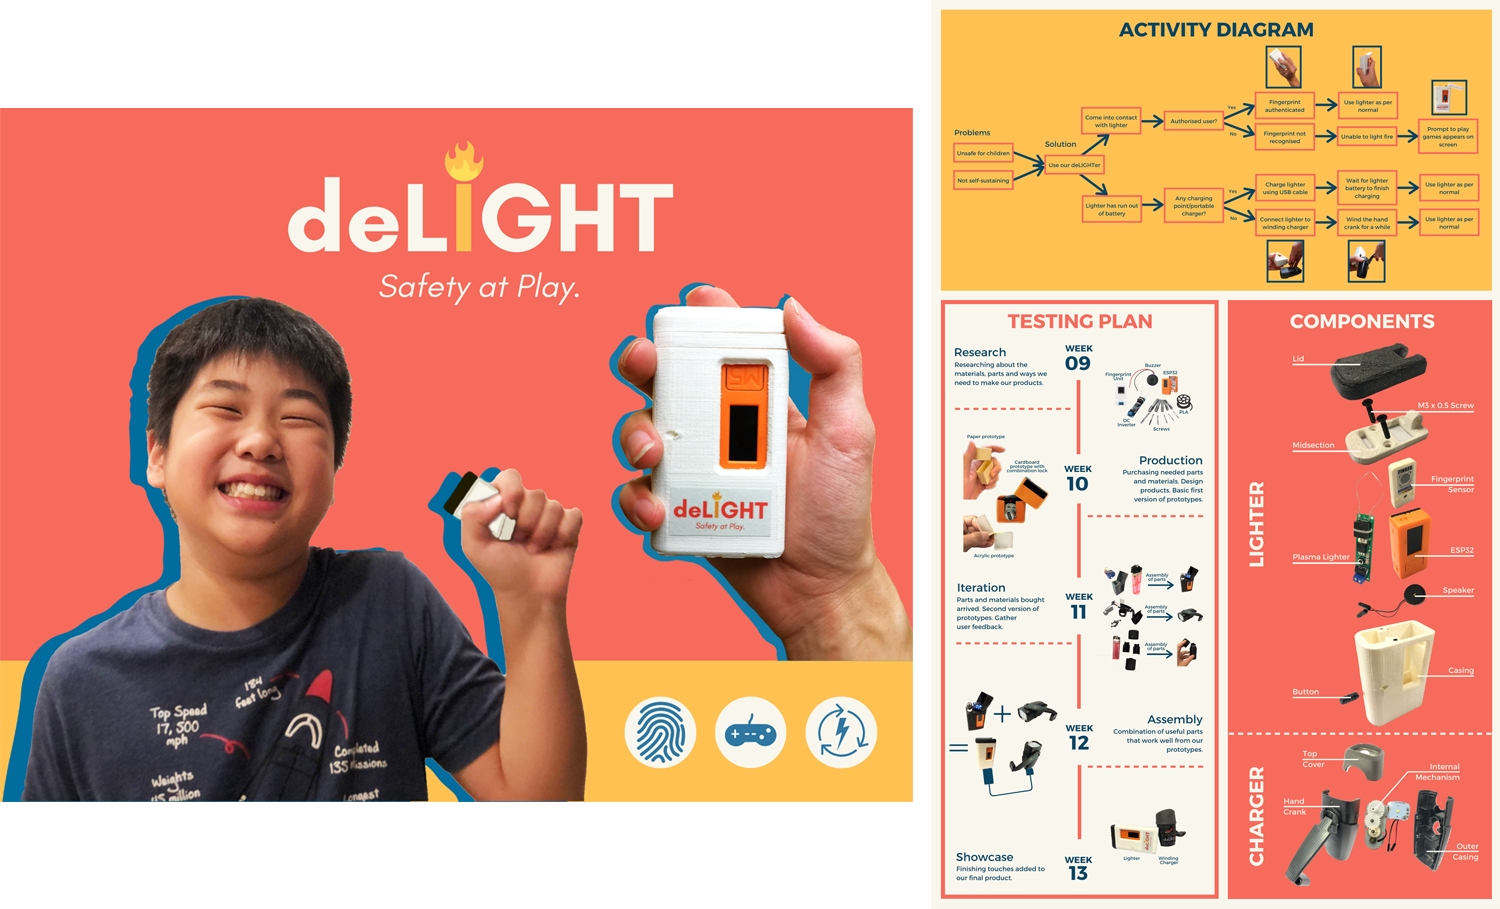 deLiGHT
Safety at Play.
M5
deLiGHT
Safety at Play.
184
feet long
Top Speed
17, 500
mph
Completed
135 Missions
Weights
million
Longest
ACTIVITY DIAGRAM
Problems
Unsafe for children
Not self-sustaining
Solution
Use our deLIGHTer
Come into contact
with lighter
Authorised user?
Yes
No
Fingerprint
authenticated
Use lighter as per
normal
Fingerprint not
recognised
Unable to light fire
Prompt to play
games appears on
screen
Lighter has run out
of battery
Any charging
point/portable
charger?
Yes
No
Charge lighter
using USB cable
Wait for lighter
battery to finish
charging
Use lighter as per
normal
Connect lighter to
winding charger
Wind the hand
crank for a while
Use lighter as per
normal
TESTING PLAN
WEEK
09
Research
Researching about the
materials, parts and ways we
need to make our products.
Buzzer
Fingerprint
Unit
ESP32
DC
Inverter
PLA
Screws
Paper prototype
Cardboard
prototype with
combination lock
Acrylic prototype
WEEK
10
Production
Purchasing needed parts
and materials. Design
products. Basic first
version of prototypes.
Iteration
Parts and materials bought
arrived. Second version of
prototypes. Gather
user feedback.
WEEK
11
Assembly
of parts
Assembly
of parts
Assembly
of parts
+
=
WEEK
12
Assembly
Combination of useful parts
that work well from our
prototypes.
Lighter
Winding
Charger
Showcase
Finishing touches added to
our final product.
WEEK
13
COMPONENTS
LIGHTER
Lid
M3 x 0.5 Screw
Midsection
FINGER
Fingerprint
Sensor
Plasma Lighter
ESP32
Speaker
Casing
Button
CHARGER
Top
Cover
Internal
Mechanism
Hand
Crank
Outer
Casing